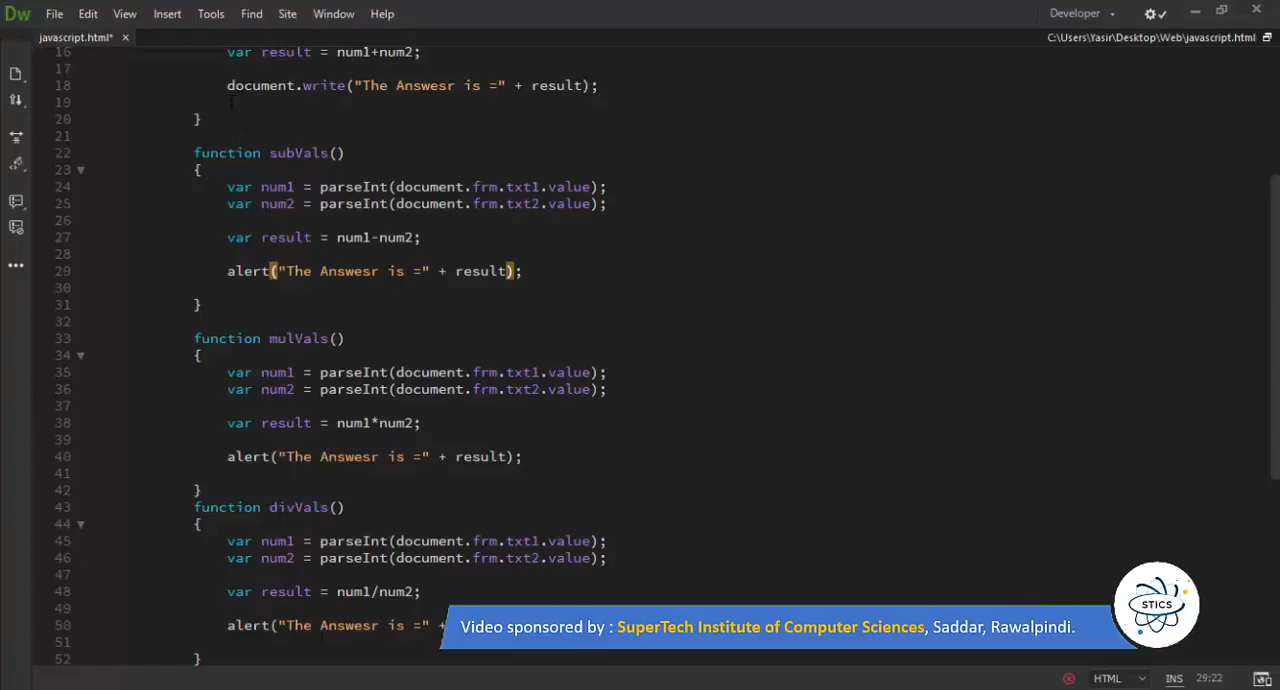 Dw File Edit View Insert Tools Find Site Window Help Developer
javascript.html* × C:\Users\Yasir\Desktop\Web\javascript.html
16 var result = num1+num2;
17
18 document.write("The Answesr is =" + result);
19
20 }
21
22 function subVals()
23 {
24 var num1 = parseInt(document.frm.txt1.value);
25 var num2 = parseInt(document.frm.txt2.value);
26
27 var result = num1-num2;
28
29 alert("The Answesr is =" + result);
30
31 }
32
33 function mulVals()
34 {
35 var num1 = parseInt(document.frm.txt1.value);
36 var num2 = parseInt(document.frm.txt2.value);
37
38 var result = num1*num2;
39
40 alert("The Answesr is =" + result);
41
42 }
43 function divVals()
44 {
45 var num1 = parseInt(document.frm.txt1.value);
46 var num2 = parseInt(document.frm.txt2.value);
47
48 var result = num1/num2;
49
50 alert("The Answesr is =" +
51
52 }
STICS
Video sponsored by : SuperTech Institute of Computer Sciences, Saddar, Rawalpindi.
HTML INS 29:22